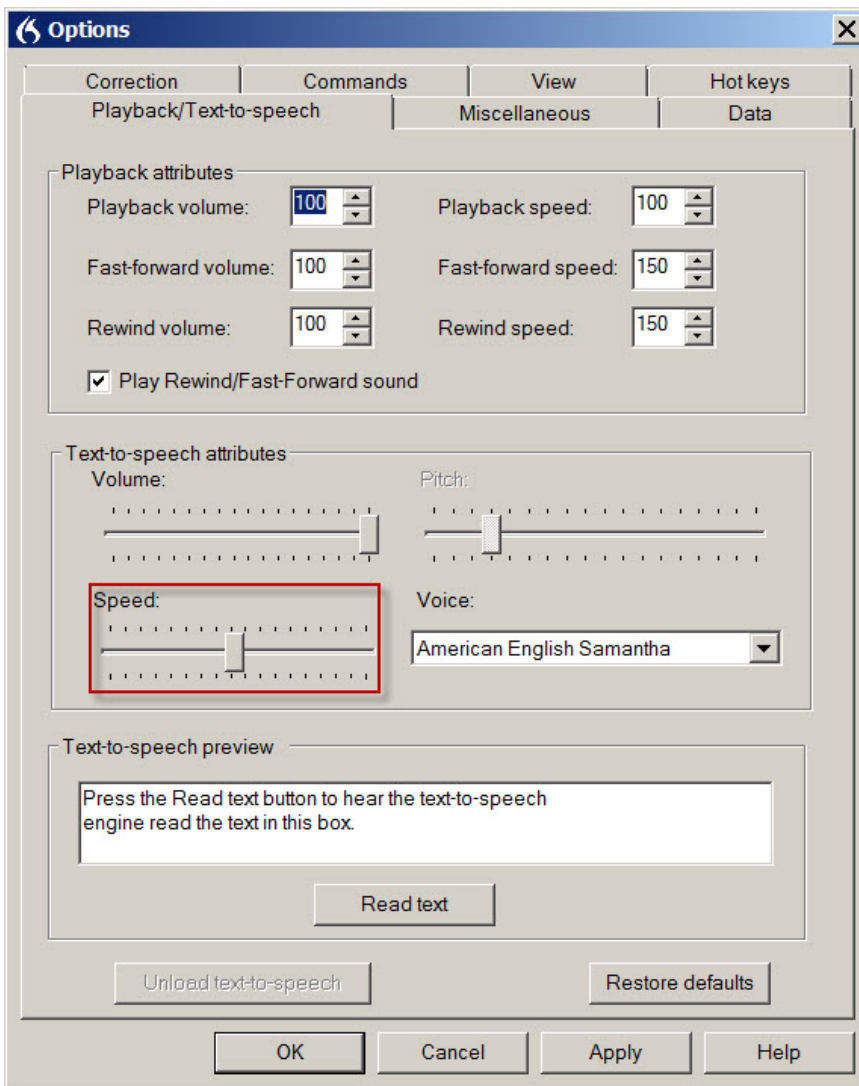 Options
Correction Commands View Hot keys
Playback/Text-to-speech Miscellaneous Data
Playback attributes
Playback volume: 100 Playback speed: 100
Fast-forward volume: 100 Fast-forward speed: 150
Rewind volume: 100 Rewind speed: 150
Play Rewind/Fast-Forward sound
Text-to-speech attributes
Volume: Pitch:
Speed: Voice:
American English Samantha
Text-to-speech preview
Press the Read text button to hear the text-to-speech
engine read the text in this box.
Read text
Unload text-to-speech Restore defaults
OK Cancel Apply Help